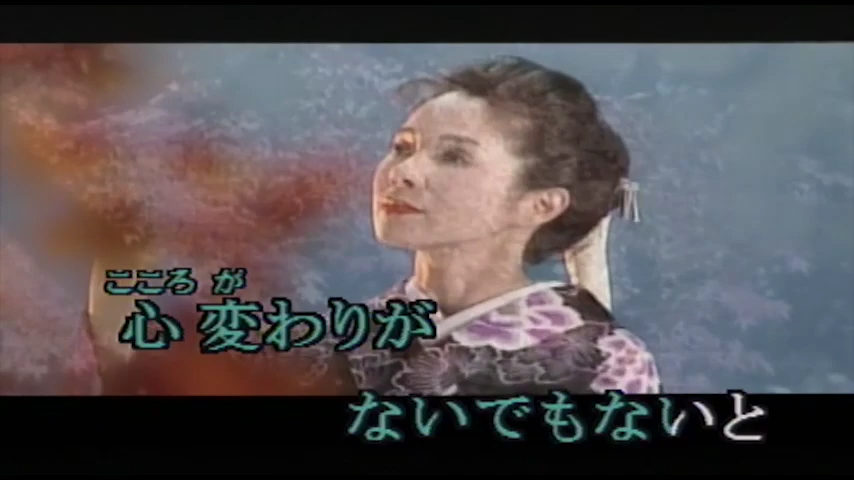 こころ が
心変わりが
ないでもないと